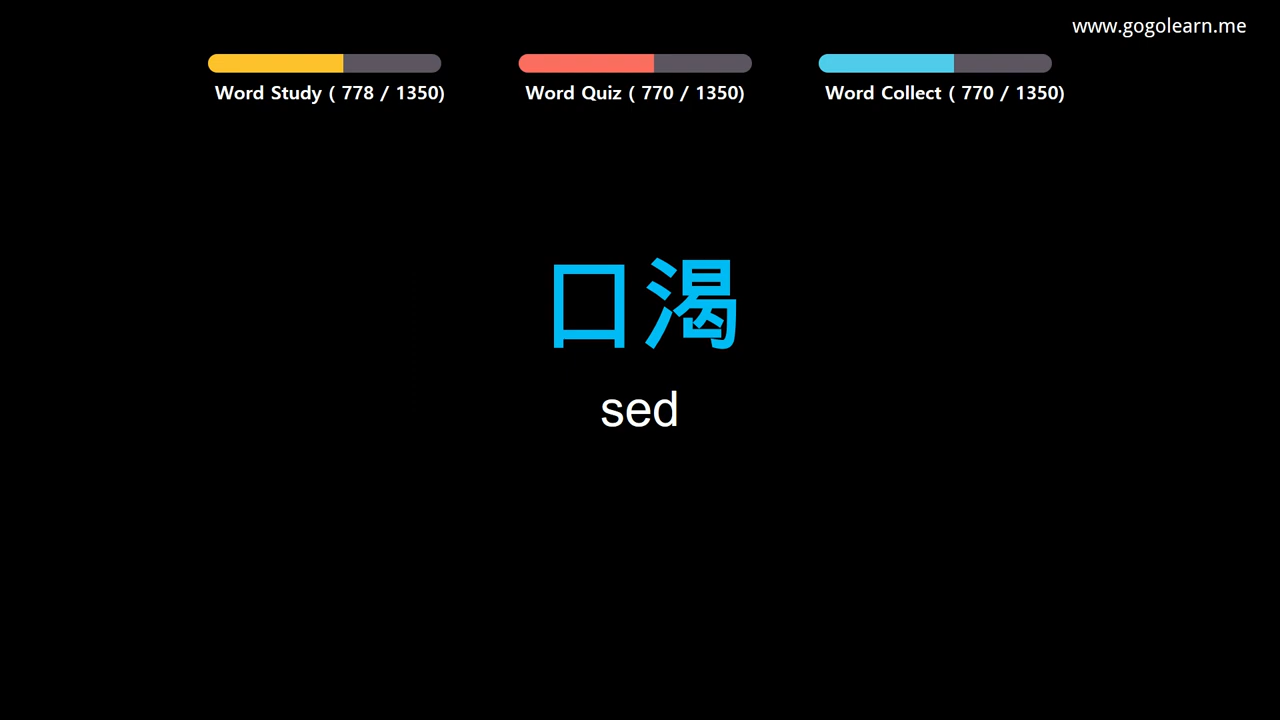 www.gogolearn.me
Word Study ( 778 / 1350)
Word Quiz ( 770 / 1350)
Word Collect ( 770 / 1350)
口渴
sed